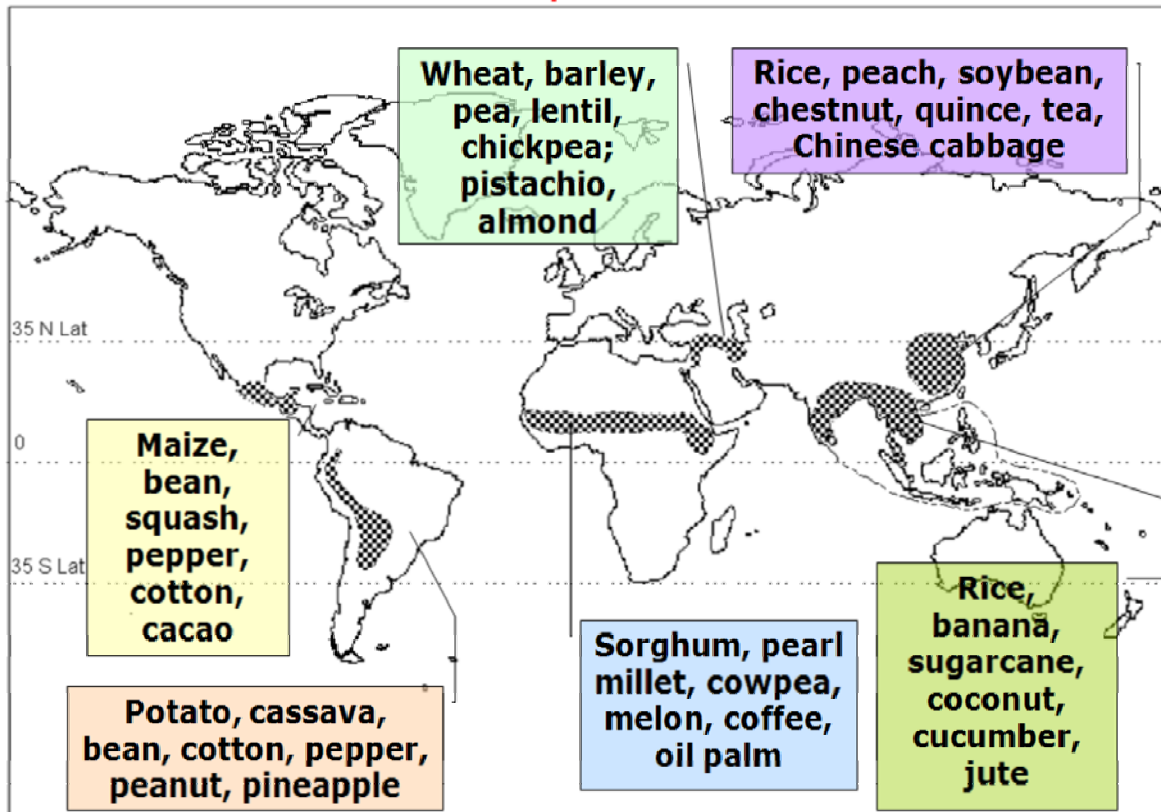 Wheat, barley,
pea, lentil,
chickpea;
pistachio,
almond
Rice, peach, soybean,
chestnut, quince, tea,
Chinese cabbage
35 N Lat
0
35 S Lat
Maize,
bean,
squash,
pepper,
cotton,
cacao
Potato, cassava,
bean, cotton, pepper,
peanut, pineapple
Sorghum, pearl
millet, cowpea,
melon, coffee,
oil palm
Rice,
banana,
sugarcane,
coconut,
cucumber,
jute